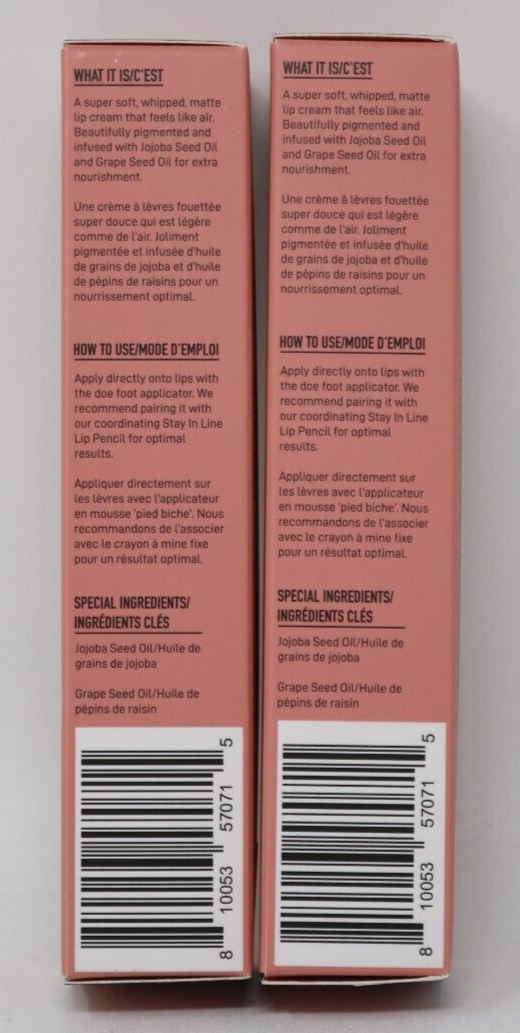 WHAT IT IS/C'EST
A super soft, whipped, matte
lip cream that feels like air.
Beautifully pigmented and
infused with Jojoba Seed Oil
and Grape Seed Oil for extra
nourishment.
Une crème à lèvres fouettée
super douce qui est légère
comme de l'air. Joliment
pigmentée et infusée d'huile
de grains de jojoba et d'huile
de pépins de raisins pour un
nourrissement optimal.
HOW TO USE/MODE D'EMPLOI
Apply directly onto lips with
the doe foot applicator. We
recommend pairing it with
our coordinating Stay In Line
Lip Pencil for optimal
results.
Appliquer directement sur
les lèvres avec l'applicateur
en mousse 'pied biche'. Nous
recommandons de l'associer
avec le crayon à mine fixe
pour un résultat optimal.
SPECIAL INGREDIENTS/
INGRÉDIENTS CLÉS
Jojoba Seed Oil/Huile de
grains de jojoba
Grape Seed Oil/Huile de
pépins de raisin
8 10053 57071 5
WHAT IT IS/C'EST
A super soft, whipped, matte
lip cream that feels like air.
Beautifully pigmented and
infused with Jojoba Seed Oil
and Grape Seed Oil for extra
nourishment.
Une crème à lèvres fouettée
super douce qui est légère
comme de l'air. Joliment
pigmentée et infusée d'huile
de grains de jojoba et d'huile
de pépins de raisins pour un
nourrissement optimal.
HOW TO USE/MODE D'EMPLOI
Apply directly onto lips with
the doe foot applicator. We
recommend pairing it with
our coordinating Stay In Line
Lip Pencil for optimal
results.
Appliquer directement sur
les lèvres avec l'applicateur
en mousse 'pied biche'. Nous
recommandons de l'associer
avec le crayon à mine fixe
pour un résultat optimal.
SPECIAL INGREDIENTS/
INGRÉDIENTS CLÉS
Jojoba Seed Oil/Huile de
grains de jojoba
Grape Seed Oil/Huile de
pépins de raisin
8 10053 57071 5